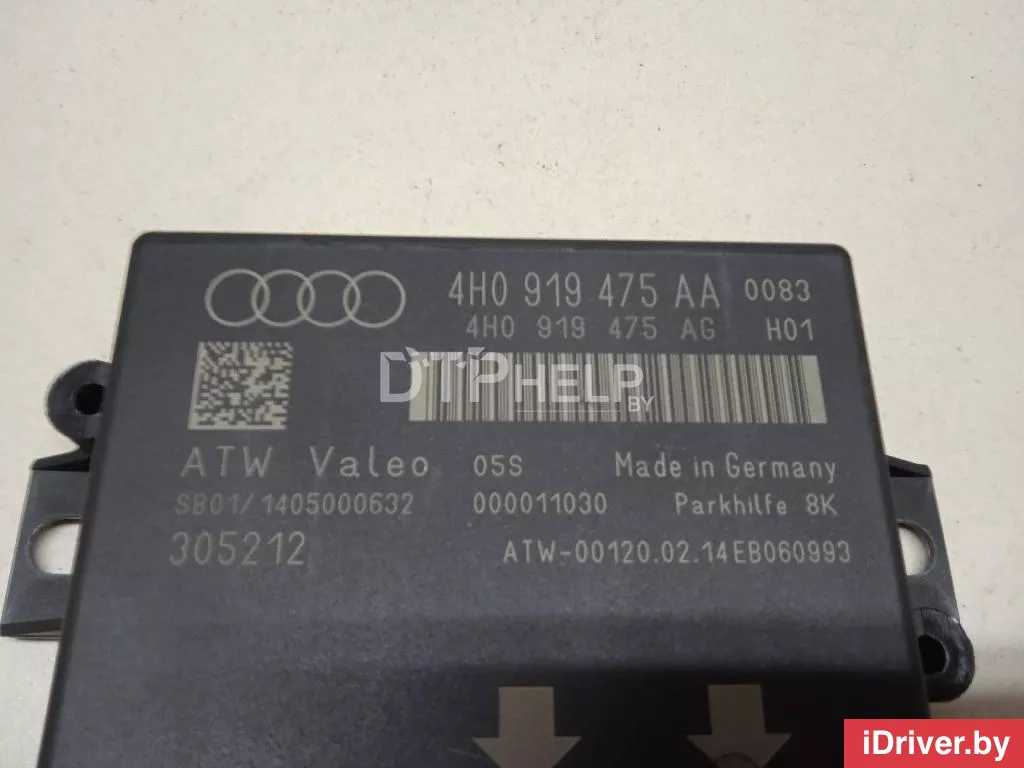 4H0 919 475 AA 0083
4H0 919 475 AG H01
DTPHELP
BY
ATW Valeo 05S Made in Germany
SB01/1405000632 000011030 Parkhilfe 8K
305212 ATW-00120.02.14EB060993
iDriver.by